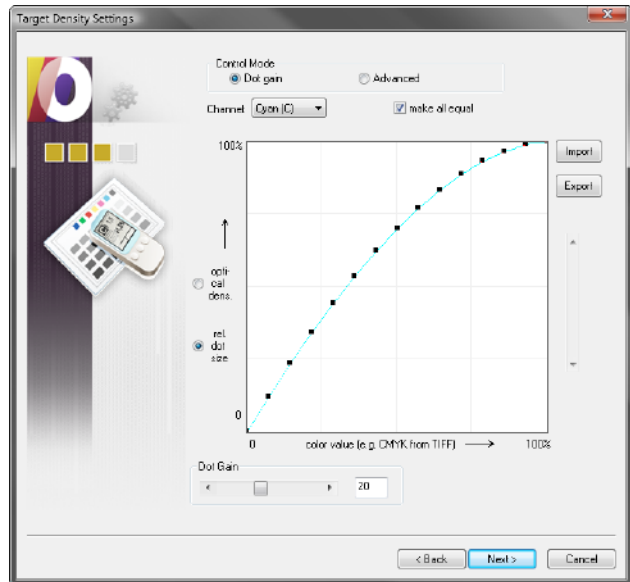 Target Density Settings
Control Mode
Dot gain
Advanced
Channel
Cyan (C)
make all equal
100%
Import
Export
opti-
cal
dens.
rel.
dot
size
0
0
color value (e.g. CMYK from TIFF)
100%
Dot Gain
20
< Back
Next >
Cancel